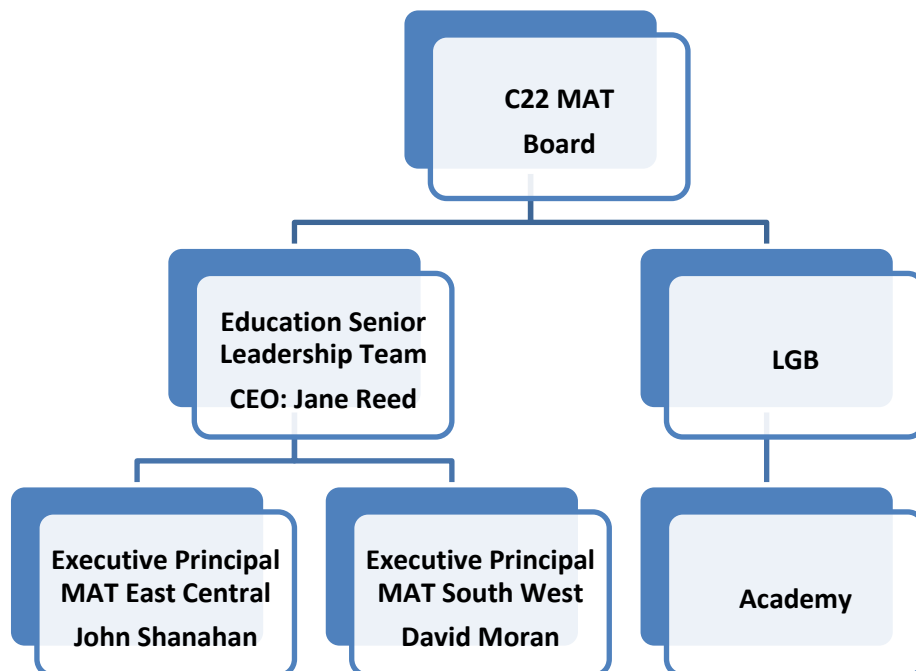 C22 MAT
Board
Education Senior
Leadership Team
CEO: Jane Reed
LGB
Executive Principal
MAT East Central
John Shanahan
Executive Principal
MAT South West
David Moran
Academy